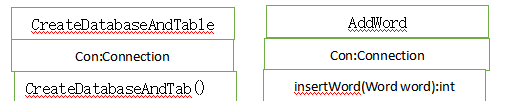 CreateDatabaseAndTable
Con:Connection
CreateDatabaseAndTab()
AddWord
Con:Connection
insertWord(Word word):int